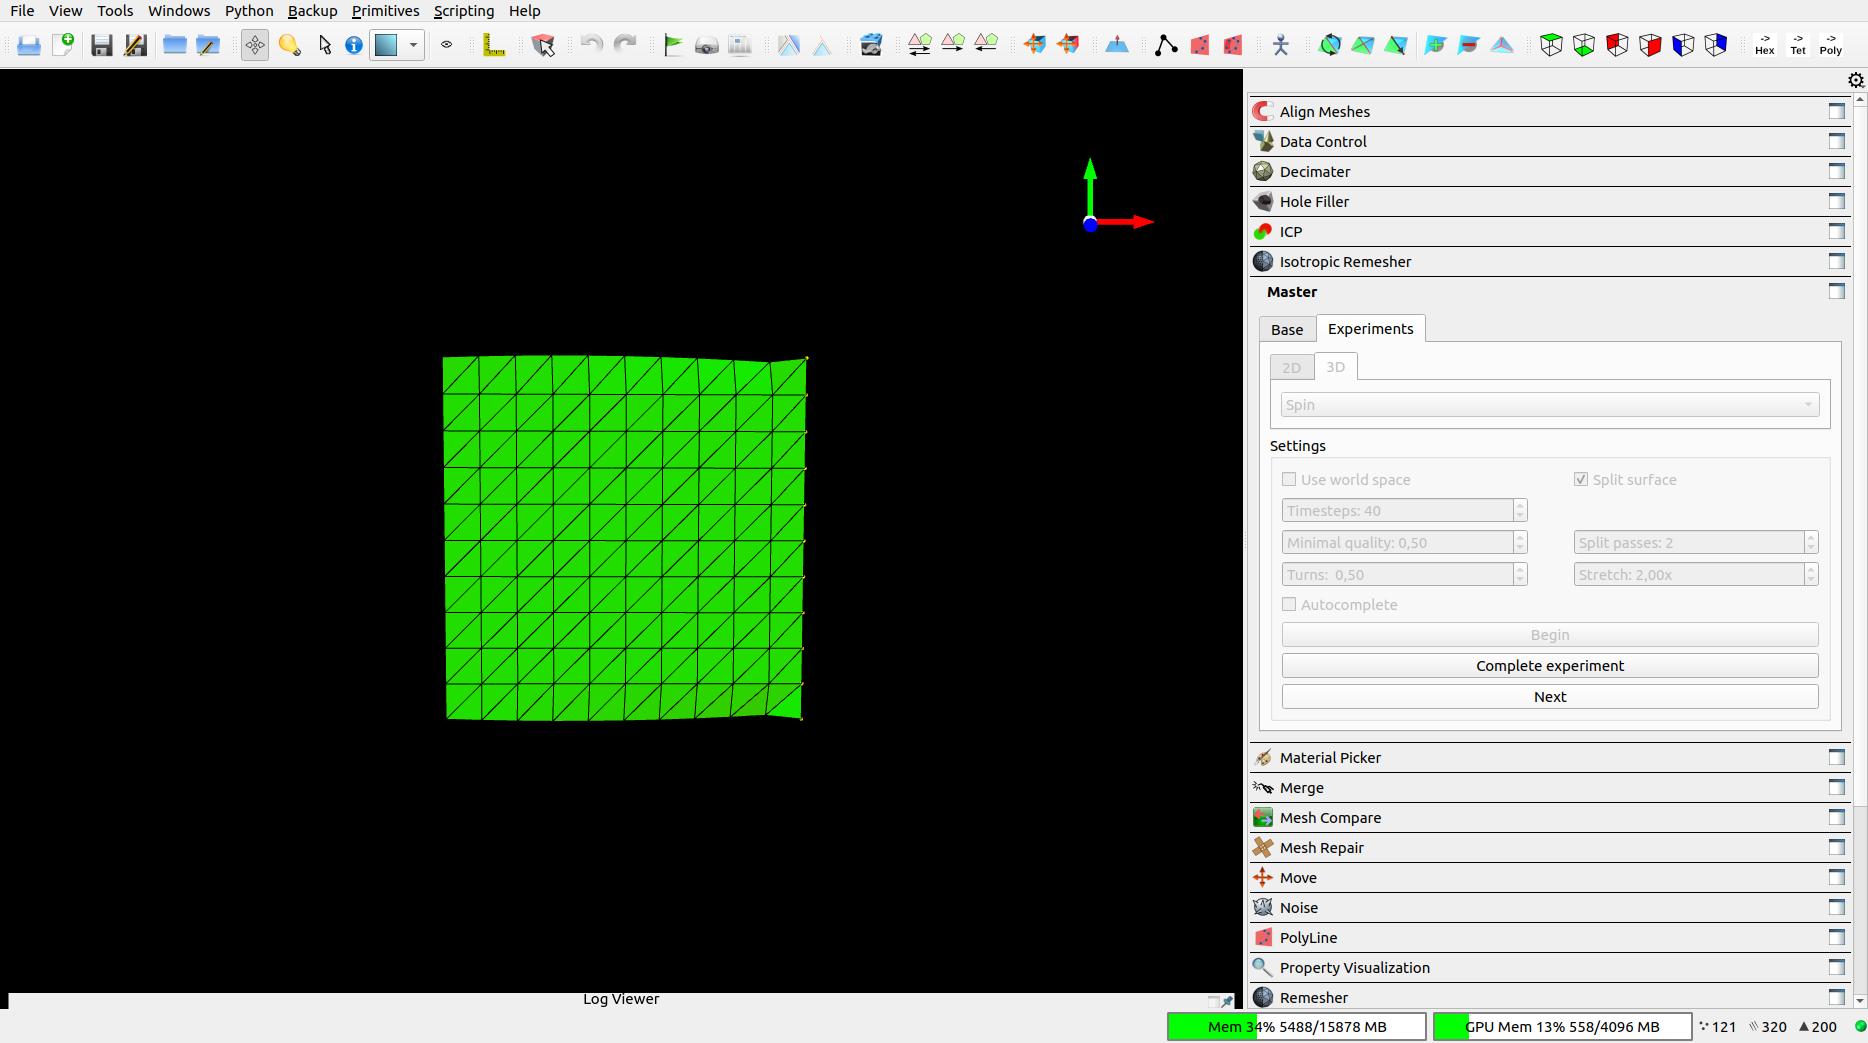 File View Tools Windows Python Backup Primitives Scripting Help
-> Hex -> Tet -> Poly
Align Meshes
Data Control
Decimater
Hole Filler
ICP
Isotropic Remesher
Master
Base Experiments
2D 3D
Spin
Settings
Use world space Split surface
Timesteps: 40
Minimal quality: 0,50 Split passes: 2
Turns: 0,50 Stretch: 2,00x
Autocomplete
Begin
Complete experiment
Next
Material Picker
Merge
Mesh Compare
Mesh Repair
Move
Noise
PolyLine
Property Visualization
Remesher
Log Viewer
Mem 34% 5488/15878 MB GPU Mem 13% 558/4096 MB 121 320 200